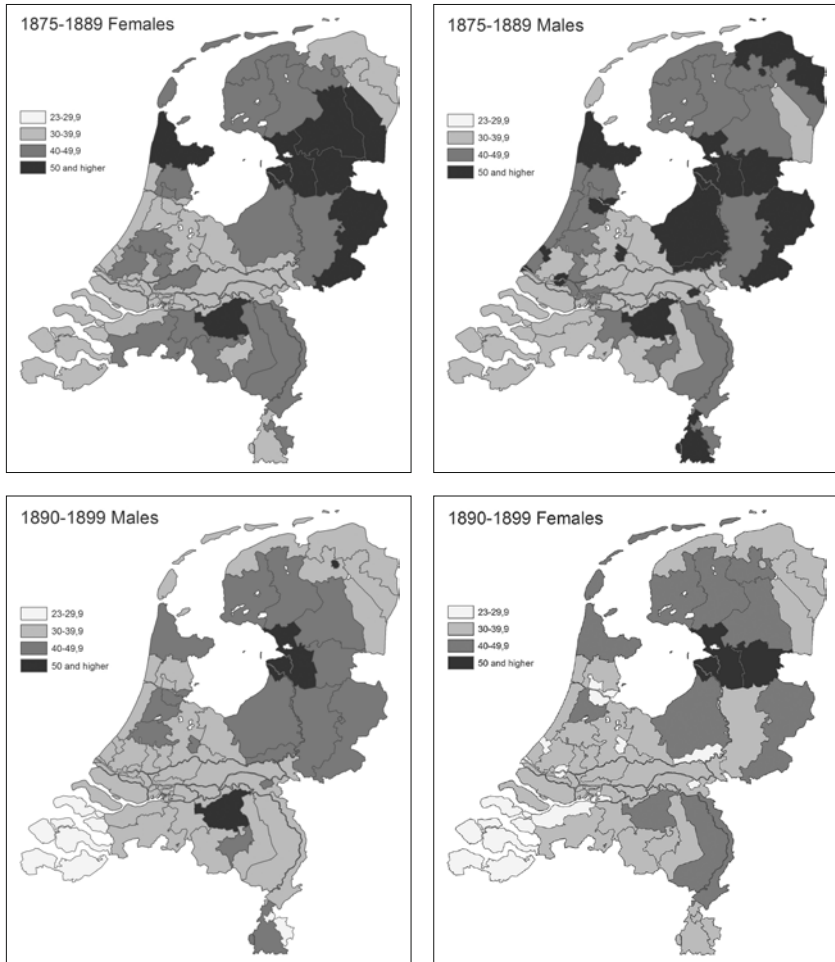 1875-1889 Females
23-29,9
30-39,9
40-49,9
50 and higher
1875-1889 Males
23-29,9
30-39,9
40-49,9
50 and higher
1890-1899 Males
23-29,9
30-39,9
40-49,9
50 and higher
1890-1899 Females
23-29,9
30-39,9
40-49,9
50 and higher